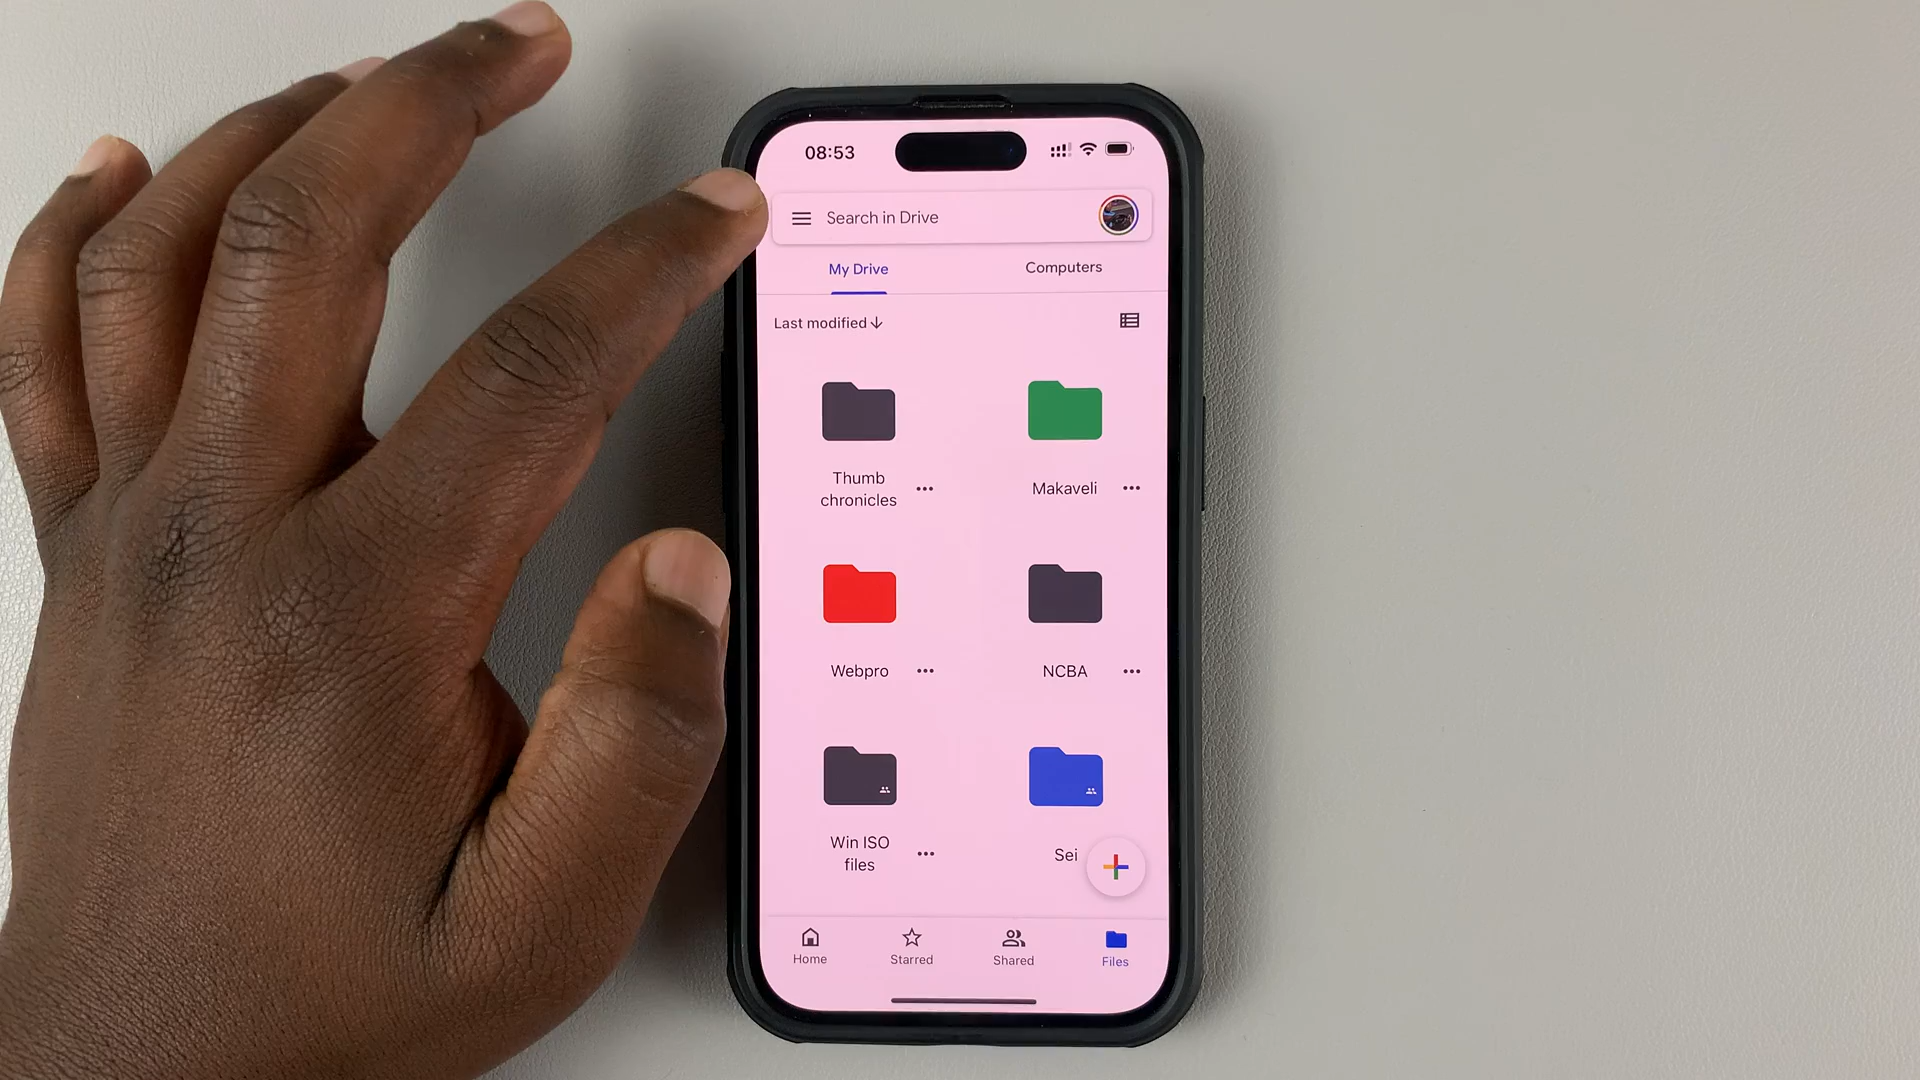 08:53
Search in Drive
My Drive
Computers
Last modified
Thumb
chronicles
Makaveli
Webpro
NCBA
Win ISO
files
Sei
Home
Starred
Shared
Files